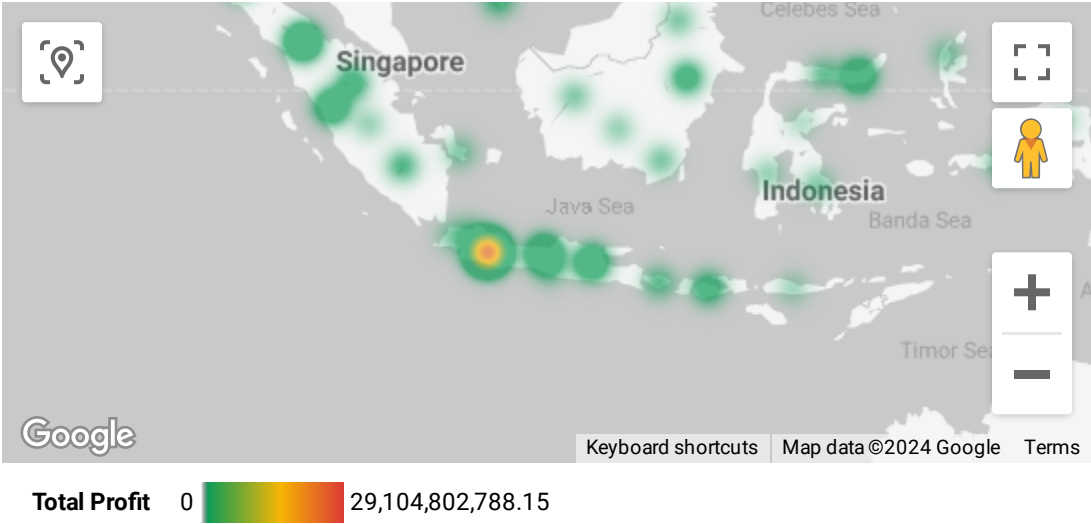 Celebes Sea
Singapore
Java Sea
Indonesia
Banda Sea
Timor Sea
Google
Keyboard shortcuts
Map data ©2024 Google
Terms
Total Profit 0 29,104,802,788.15